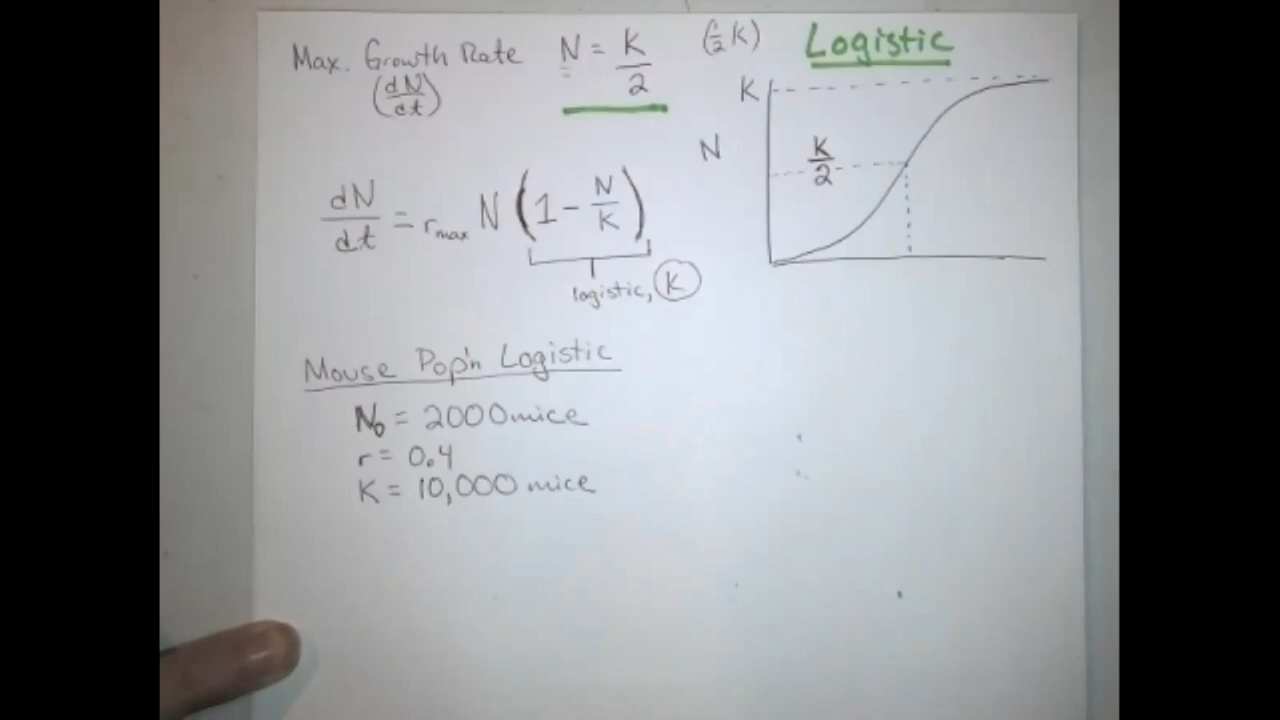 Max. Growth Rate N = K/2 (½K)
(dN/dt)
Logistic
K
N
K/2
dN/dt = rmax N (1 - N/K)
logistic, K
Mouse Pop'n Logistic
N₀ = 2000 mice
r = 0.4
K = 10,000 mice